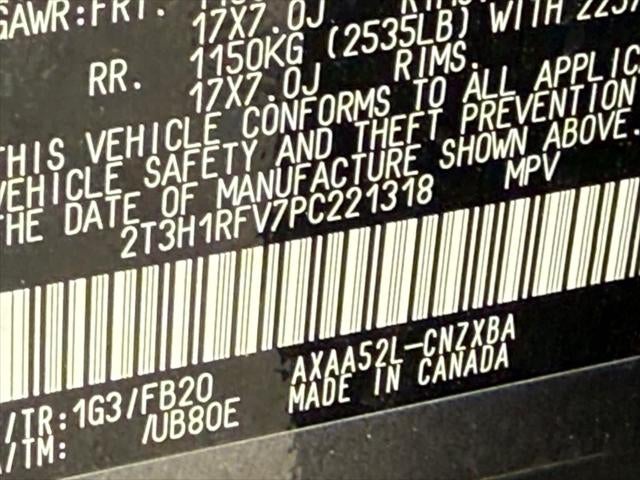 GAWR:FRT.
17X7.0J RIMS
RR. 1150KG (2535LB) WITH
17X7.0J RIMS.
THIS VEHICLE CONFORMS TO ALL
VEHICLE SAFETY AND THEFT PREVENTION
THE DATE OF MANUFACTURE SHOWN ABOVE.
2T3H1RFV7PC221318 MPV
/TR:1G3/FB20 AXAA52L-CNZXBA
/TM: /UB80E MADE IN CANADA